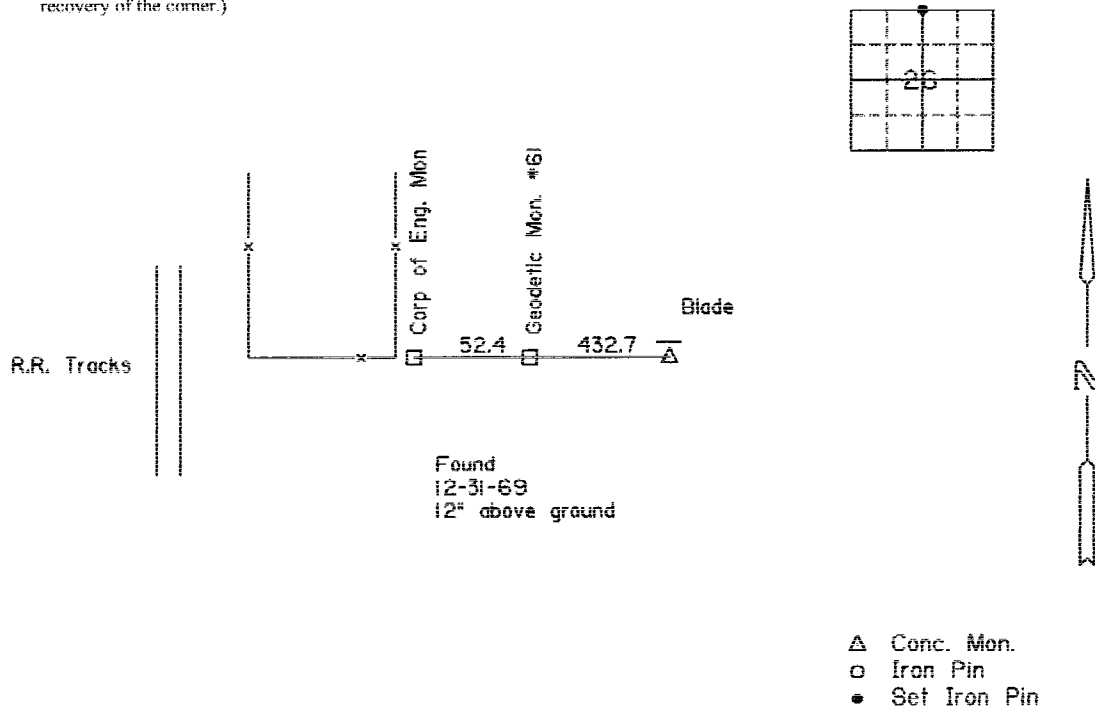 recovery of the corner.)
26
Corp of Eng. Mon
Geodetic Mon. #61
Blade
52.4
432.7
R.R. Tracks
N
Found
12-31-69
12" above ground
Conc. Mon.
Iron Pin
Set Iron Pin